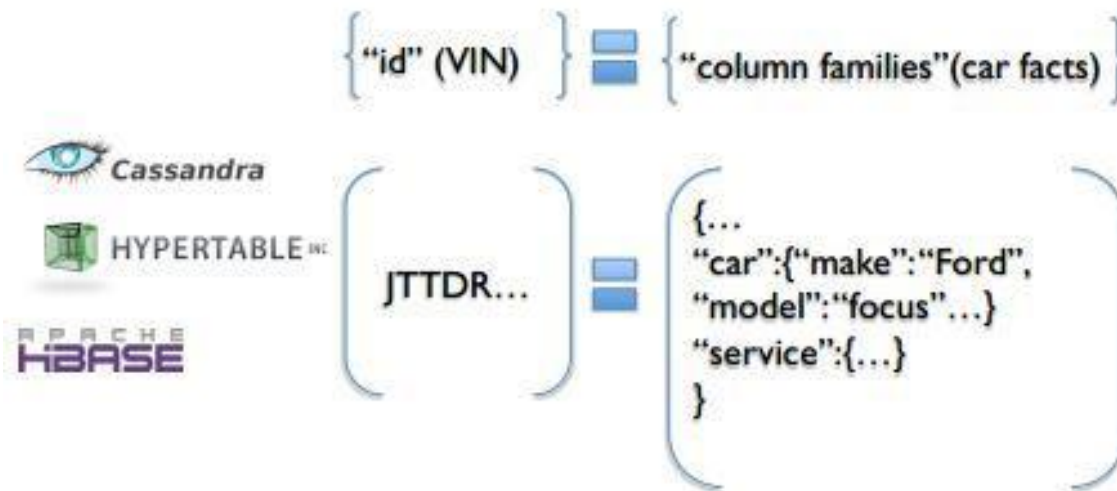 {“id” (VIN) } = {“column families”(car facts)}
Cassandra
HYPERTABLE INC
APACHE
HBASE
JTTDR…
=
{…
“car”:{“make”:“Ford”,
“model”:“focus”…}
“service”:{…}
}